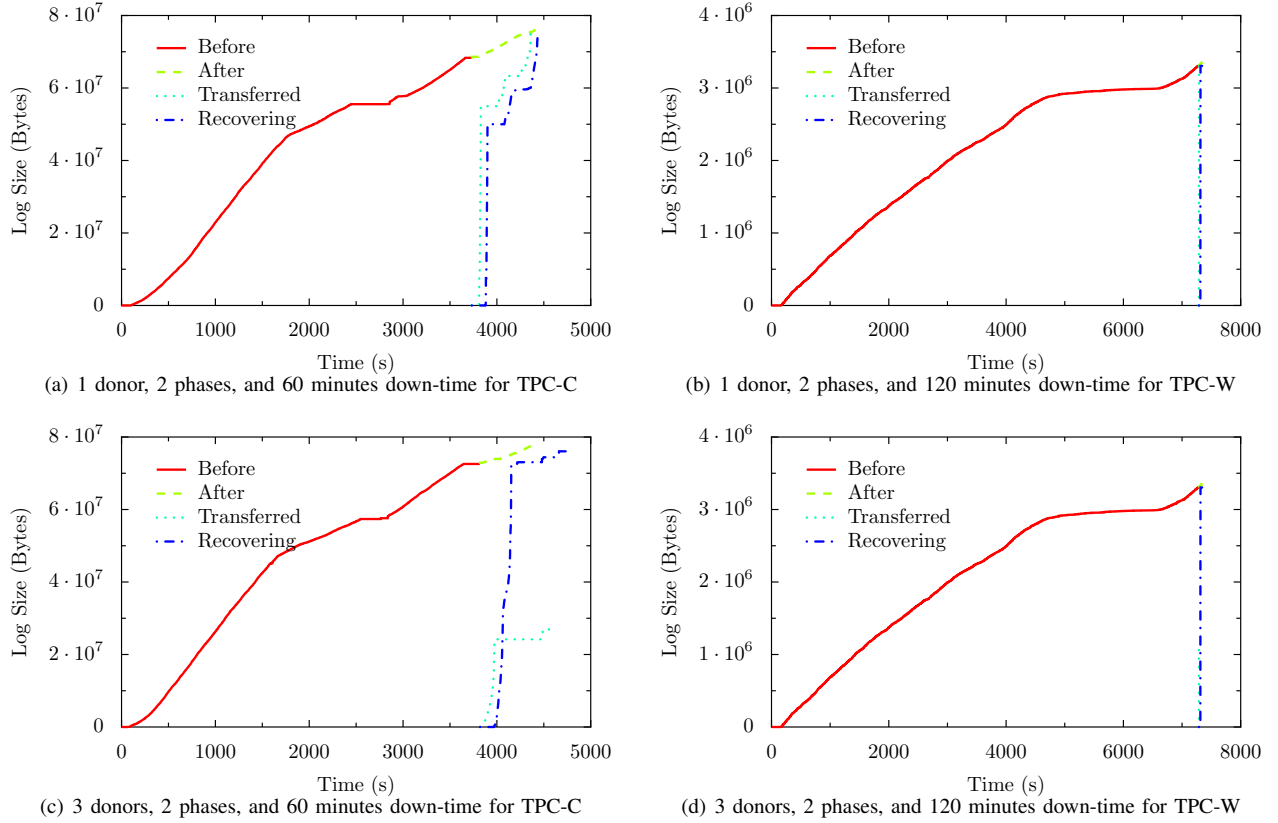 8 · 10^7
6 · 10^7
4 · 10^7
2 · 10^7
0
Log Size (Bytes)
Before
After
Transferred
Recovering
0 1000 2000 3000 4000 5000
Time (s)
(a) 1 donor, 2 phases, and 60 minutes down-time for TPC-C
4 · 10^6
3 · 10^6
2 · 10^6
1 · 10^6
0
Log Size (Bytes)
Before
After
Transferred
Recovering
0 2000 4000 6000 8000
Time (s)
(b) 1 donor, 2 phases, and 120 minutes down-time for TPC-W
8 · 10^7
6 · 10^7
4 · 10^7
2 · 10^7
0
Log Size (Bytes)
Before
After
Transferred
Recovering
0 1000 2000 3000 4000 5000
Time (s)
(c) 3 donors, 2 phases, and 60 minutes down-time for TPC-C
4 · 10^6
3 · 10^6
2 · 10^6
1 · 10^6
0
Log Size (Bytes)
Before
After
Transferred
Recovering
0 2000 4000 6000 8000
Time (s)
(d) 3 donors, 2 phases, and 120 minutes down-time for TPC-W